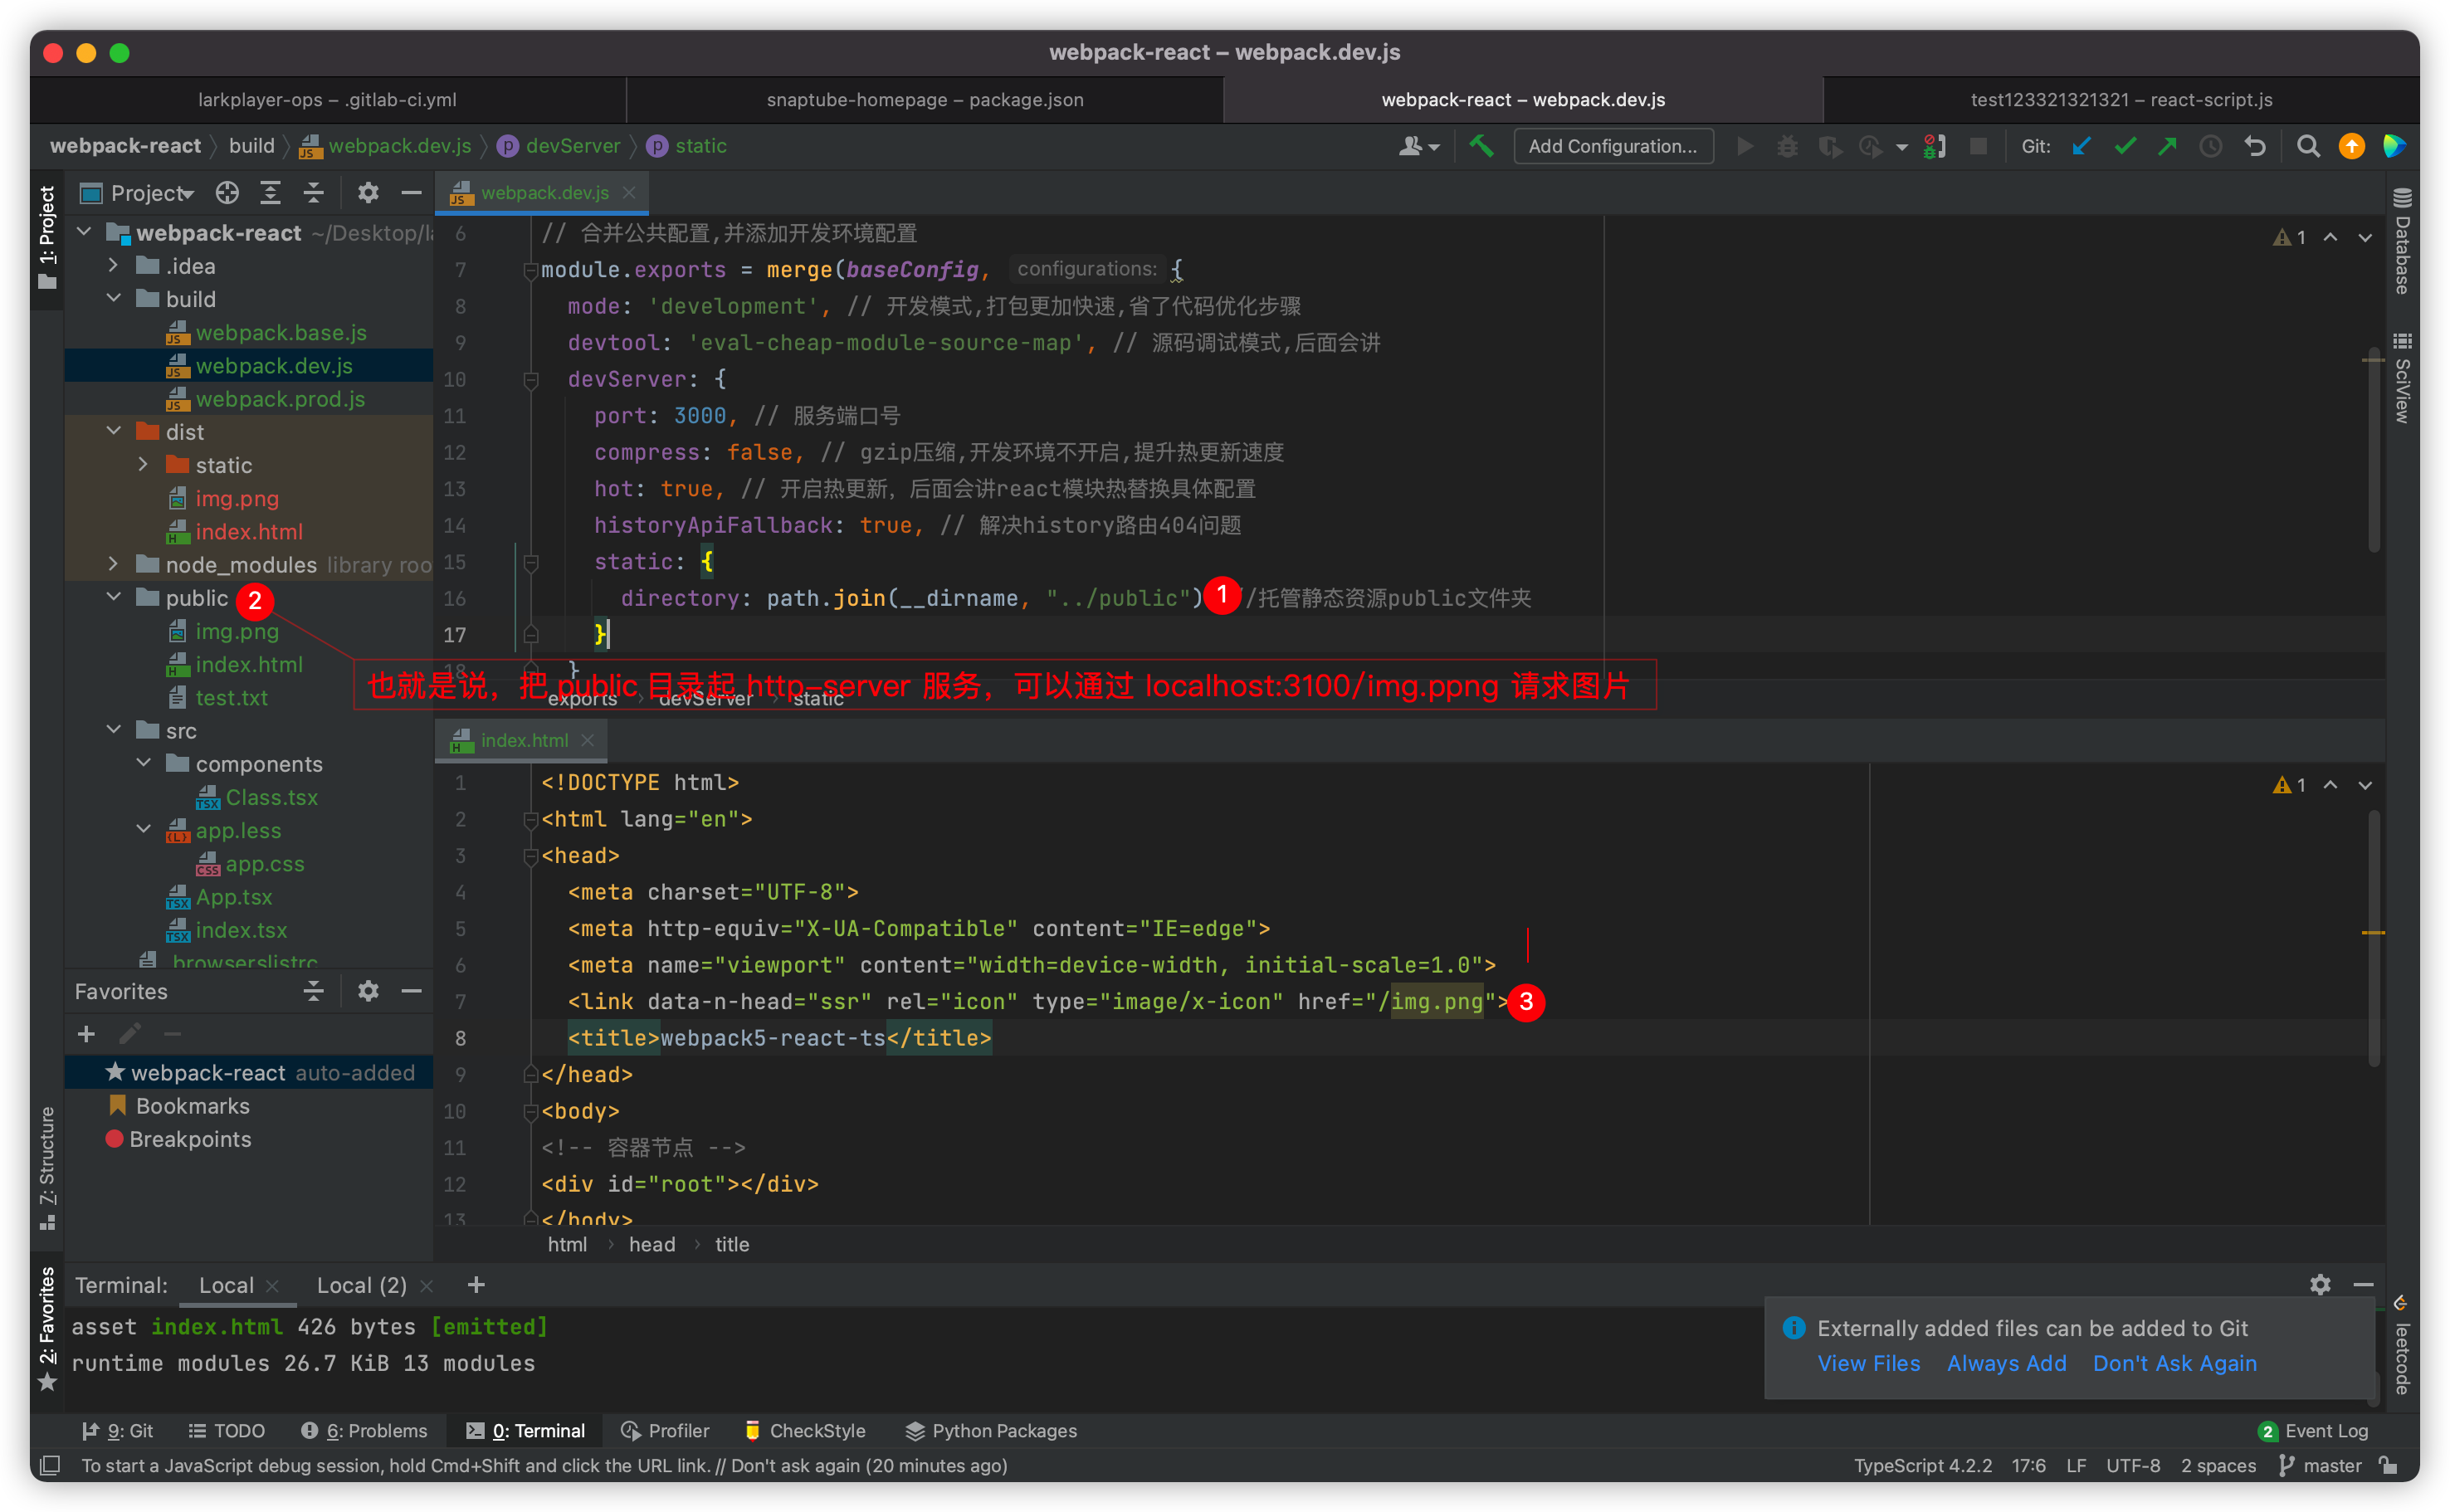 webpack-react – webpack.dev.js
larkplayer-ops – .gitlab-ci.yml
snaptube-homepage – package.json
webpack-react – webpack.dev.js
test123321321321 – react-script.js
webpack-react build webpack.dev.js p devServer p static
Add Configuration...
Git:
1: Project
Project
webpack-react ~/Desktop/
.idea
build
webpack.base.js
webpack.dev.js
webpack.prod.js
dist
static
img.png
index.html
node_modules library roo
public 2
img.png
index.html
test.txt
src
components
Class.tsx
app.less
app.css
App.tsx
index.tsx
.browserslistrc
webpack.dev.js
1
6 // 合并公共配置,并添加开发环境配置
7 module.exports = merge(baseConfig, configurations: {
8 mode: 'development', // 开发模式,打包更加快速,省了代码优化步骤
9 devtool: 'eval-cheap-module-source-map', // 源码调试模式,后面会讲
10 devServer: {
11 port: 3000, // 服务端口号
12 compress: false, // gzip压缩,开发环境不开启,提升热更新速度
13 hot: true, // 开启热更新，后面会讲react模块热替换具体配置
14 historyApiFallback: true, // 解决history路由404问题
15 static: {
16 directory: path.join(__dirname, "../public") 1 /托管静态资源public文件夹
17 }
18 }
也就是说，把 public 目录起 http-server 服务，可以通过 localhost:3100/img.ppng 请求图片
exports › devServer › static
index.html
1
1 <!DOCTYPE html>
2 <html lang="en">
3 <head>
4 <meta charset="UTF-8">
5 <meta http-equiv="X-UA-Compatible" content="IE=edge">
6 <meta name="viewport" content="width=device-width, initial-scale=1.0">
7 <link data-n-head="ssr" rel="icon" type="image/x-icon" href="/img.png"> 3
8 <title>webpack5-react-ts</title>
9 </head>
10 <body>
11 <!-- 容器节点 -->
12 <div id="root"></div>
13 </body>
html › head › title
Favorites
webpack-react auto-added
Bookmarks
Breakpoints
7: Structure
2: Favorites
Database
SciView
leetcode
Terminal: Local Local (2)
asset index.html 426 bytes [emitted]
runtime modules 26.7 KiB 13 modules
Externally added files can be added to Git
View Files Always Add Don't Ask Again
9: Git TODO 6: Problems 0: Terminal Profiler CheckStyle Python Packages
2 Event Log
To start a JavaScript debug session, hold Cmd+Shift and click the URL link. // Don't ask again (20 minutes ago)
TypeScript 4.2.2 17:6 LF UTF-8 2 spaces master